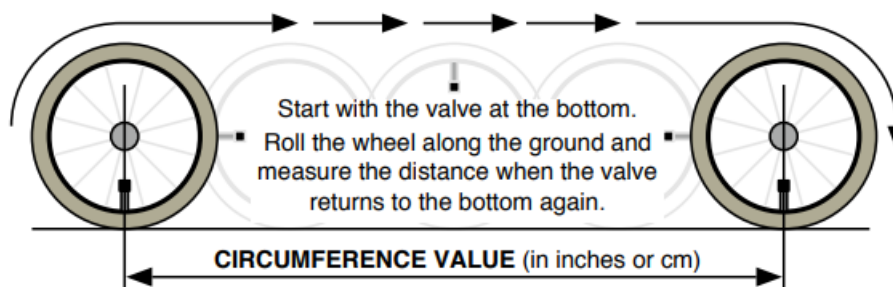 Start with the valve at the bottom.
Roll the wheel along the ground and
measure the distance when the valve
returns to the bottom again.
CIRCUMFERENCE VALUE (in inches or cm)